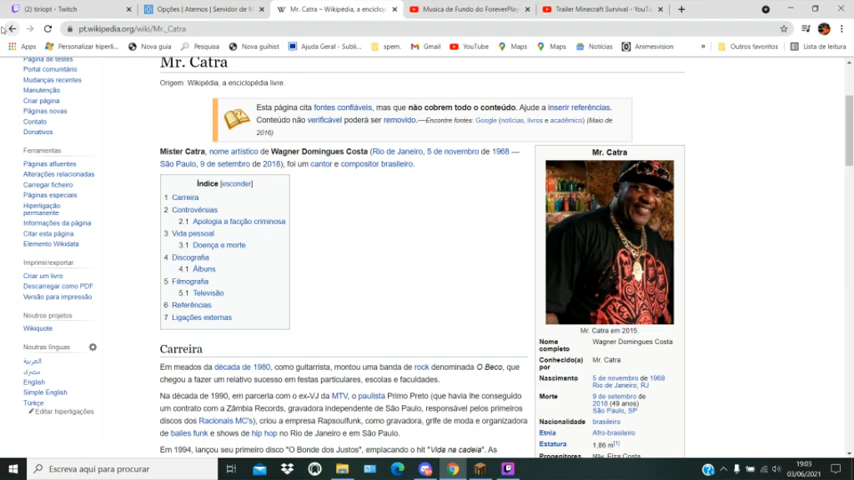 tiriopt - Twitch
Opções | Aternos | Servidor de M
Mr. Catra – Wikipédia, a enciclop
Musica de Fundo do ForeverPlay
Trailer Minecraft Survival - YouTu
pt.wikipedia.org/wiki/Mr._Catra
Apps Personalizar hiperli... Nova guia Pesquisa Nova guihist Ajuda Geral - Subli... spem. Gmail YouTube Maps Maps Notícias Animesvision Outros favoritos Lista de leitura
Páginas de testes
Portal comunitário
Mudanças recentes
Manutenção
Criar página
Páginas novas
Contato
Donativos
Ferramentas
Páginas afluentes
Alterações relacionadas
Carregar ficheiro
Páginas especiais
Hiperligação
permanente
Informações da página
Citar esta página
Elemento Wikidata
Imprimir/exportar
Criar um livro
Descarregar como PDF
Versão para impressão
Noutros projetos
Wikiquote
Noutras línguas
العربية
مصرى
English
Simple English
Türkçe
Editar hiperligações
Mr. Catra
Origem: Wikipédia, a enciclopédia livre.
Esta página cita fontes confiáveis, mas que não cobrem todo o conteúdo. Ajude a inserir referências.
Conteúdo não verificável poderá ser removido.—Encontre fontes: Google (notícias, livros e acadêmico) (Maio de
2016)
Mister Catra, nome artístico de Wagner Domingues Costa (Rio de Janeiro, 5 de novembro de 1968 —
São Paulo, 9 de setembro de 2018), foi um cantor e compositor brasileiro.
Índice [esconder]
1 Carreira
2 Controvérsias
2.1 Apologia a facção criminosa
3 Vida pessoal
3.1 Doença e morte
4 Discografia
4.1 Álbuns
5 Filmografia
5.1 Televisão
6 Referências
7 Ligações externas
Carreira
Em meados da década de 1980, como guitarrista, montou uma banda de rock denominada O Beco, que
chegou a fazer um relativo sucesso em festas particulares, escolas e faculdades.
Na década de 1990, em parceria com o ex-VJ da MTV, o paulista Primo Preto (que havia lhe conseguido
um contrato com a Zâmbia Records, gravadora independente de São Paulo, responsável pelos primeiros
discos dos Racionais MC's), criou a empresa Rapsoulfunk, como gravadora, grife de moda e organizadora
de bailes funk e shows de hip hop no Rio de Janeiro e em São Paulo.
Em 1994, lançou seu primeiro disco "O Bonde dos Justos", emplacando o hit "Vida na cadeia". As
Mr. Catra
Mr. Catra em 2015.
Nome Wagner Domingues Costa
completo
Conhecido(a) Mr. Catra
por
Nascimento 5 de novembro de 1968
Rio de Janeiro, RJ
Morte 9 de setembro de
2018 (49 anos)
São Paulo, SP
Nacionalidade brasileiro
Etnia Afro-brasileiro
Estatura 1,86 m[1]
Progenitores Mãe: Elza Costa
Escreva aqui para procurar
19:03
03/06/2021